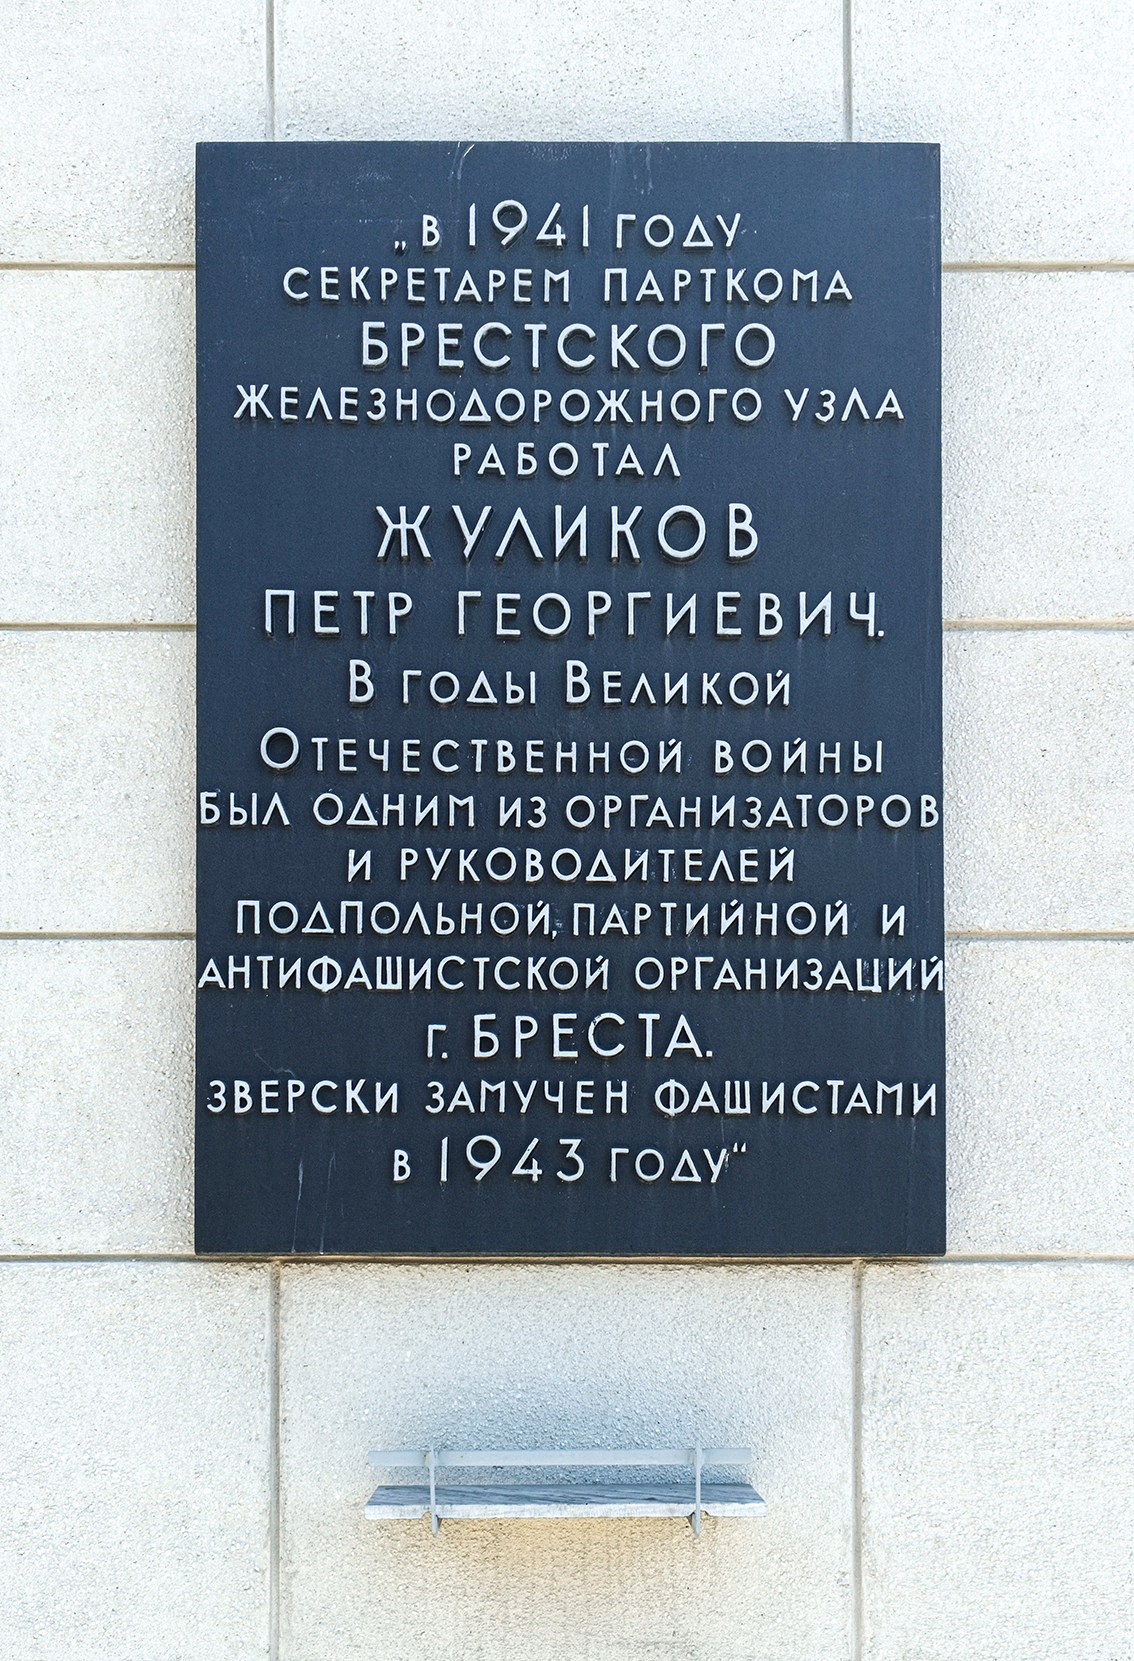 „в 1941 году
секретарем парткома
БРЕСТСКОГО
железнодорожного узла
работал
ЖУЛИКОВ
ПЕТР ГЕОРГИЕВИЧ.
В годы Великой
Отечественной войны
был одним из организаторов
и руководителей
подпольной, партийной и
антифашистской организаций
г. БРЕСТА.
зверски замучен фашистами
в 1943 году“